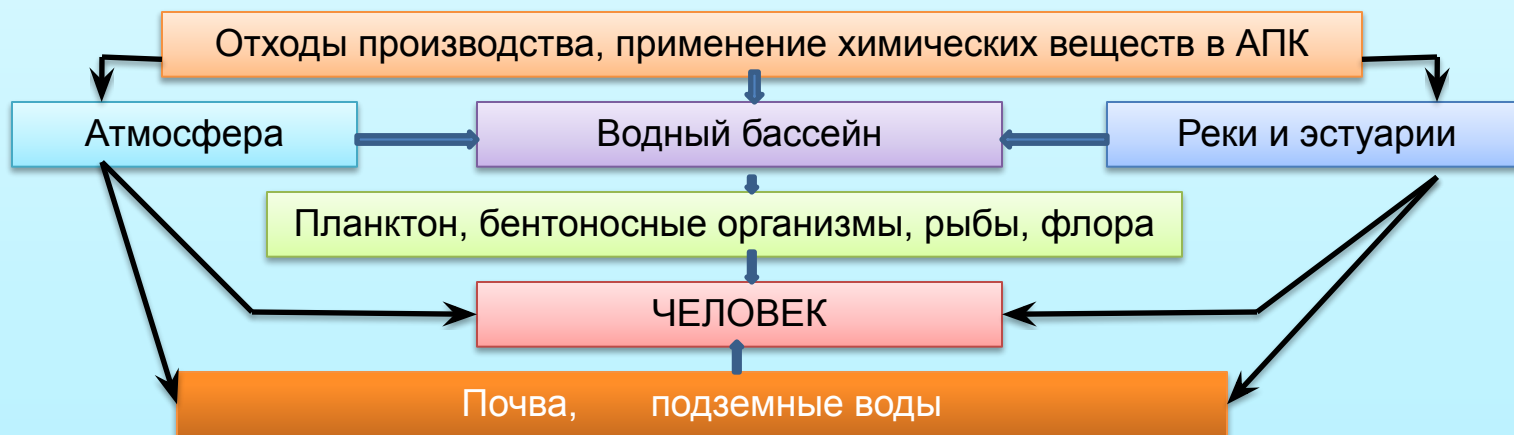 Отходы производства, применение химических веществ в АПК
Атмосфера
Водный бассейн
Реки и эстуарии
Планктон, бентоносные организмы, рыбы, флора
ЧЕЛОВЕК
Почва, подземные воды